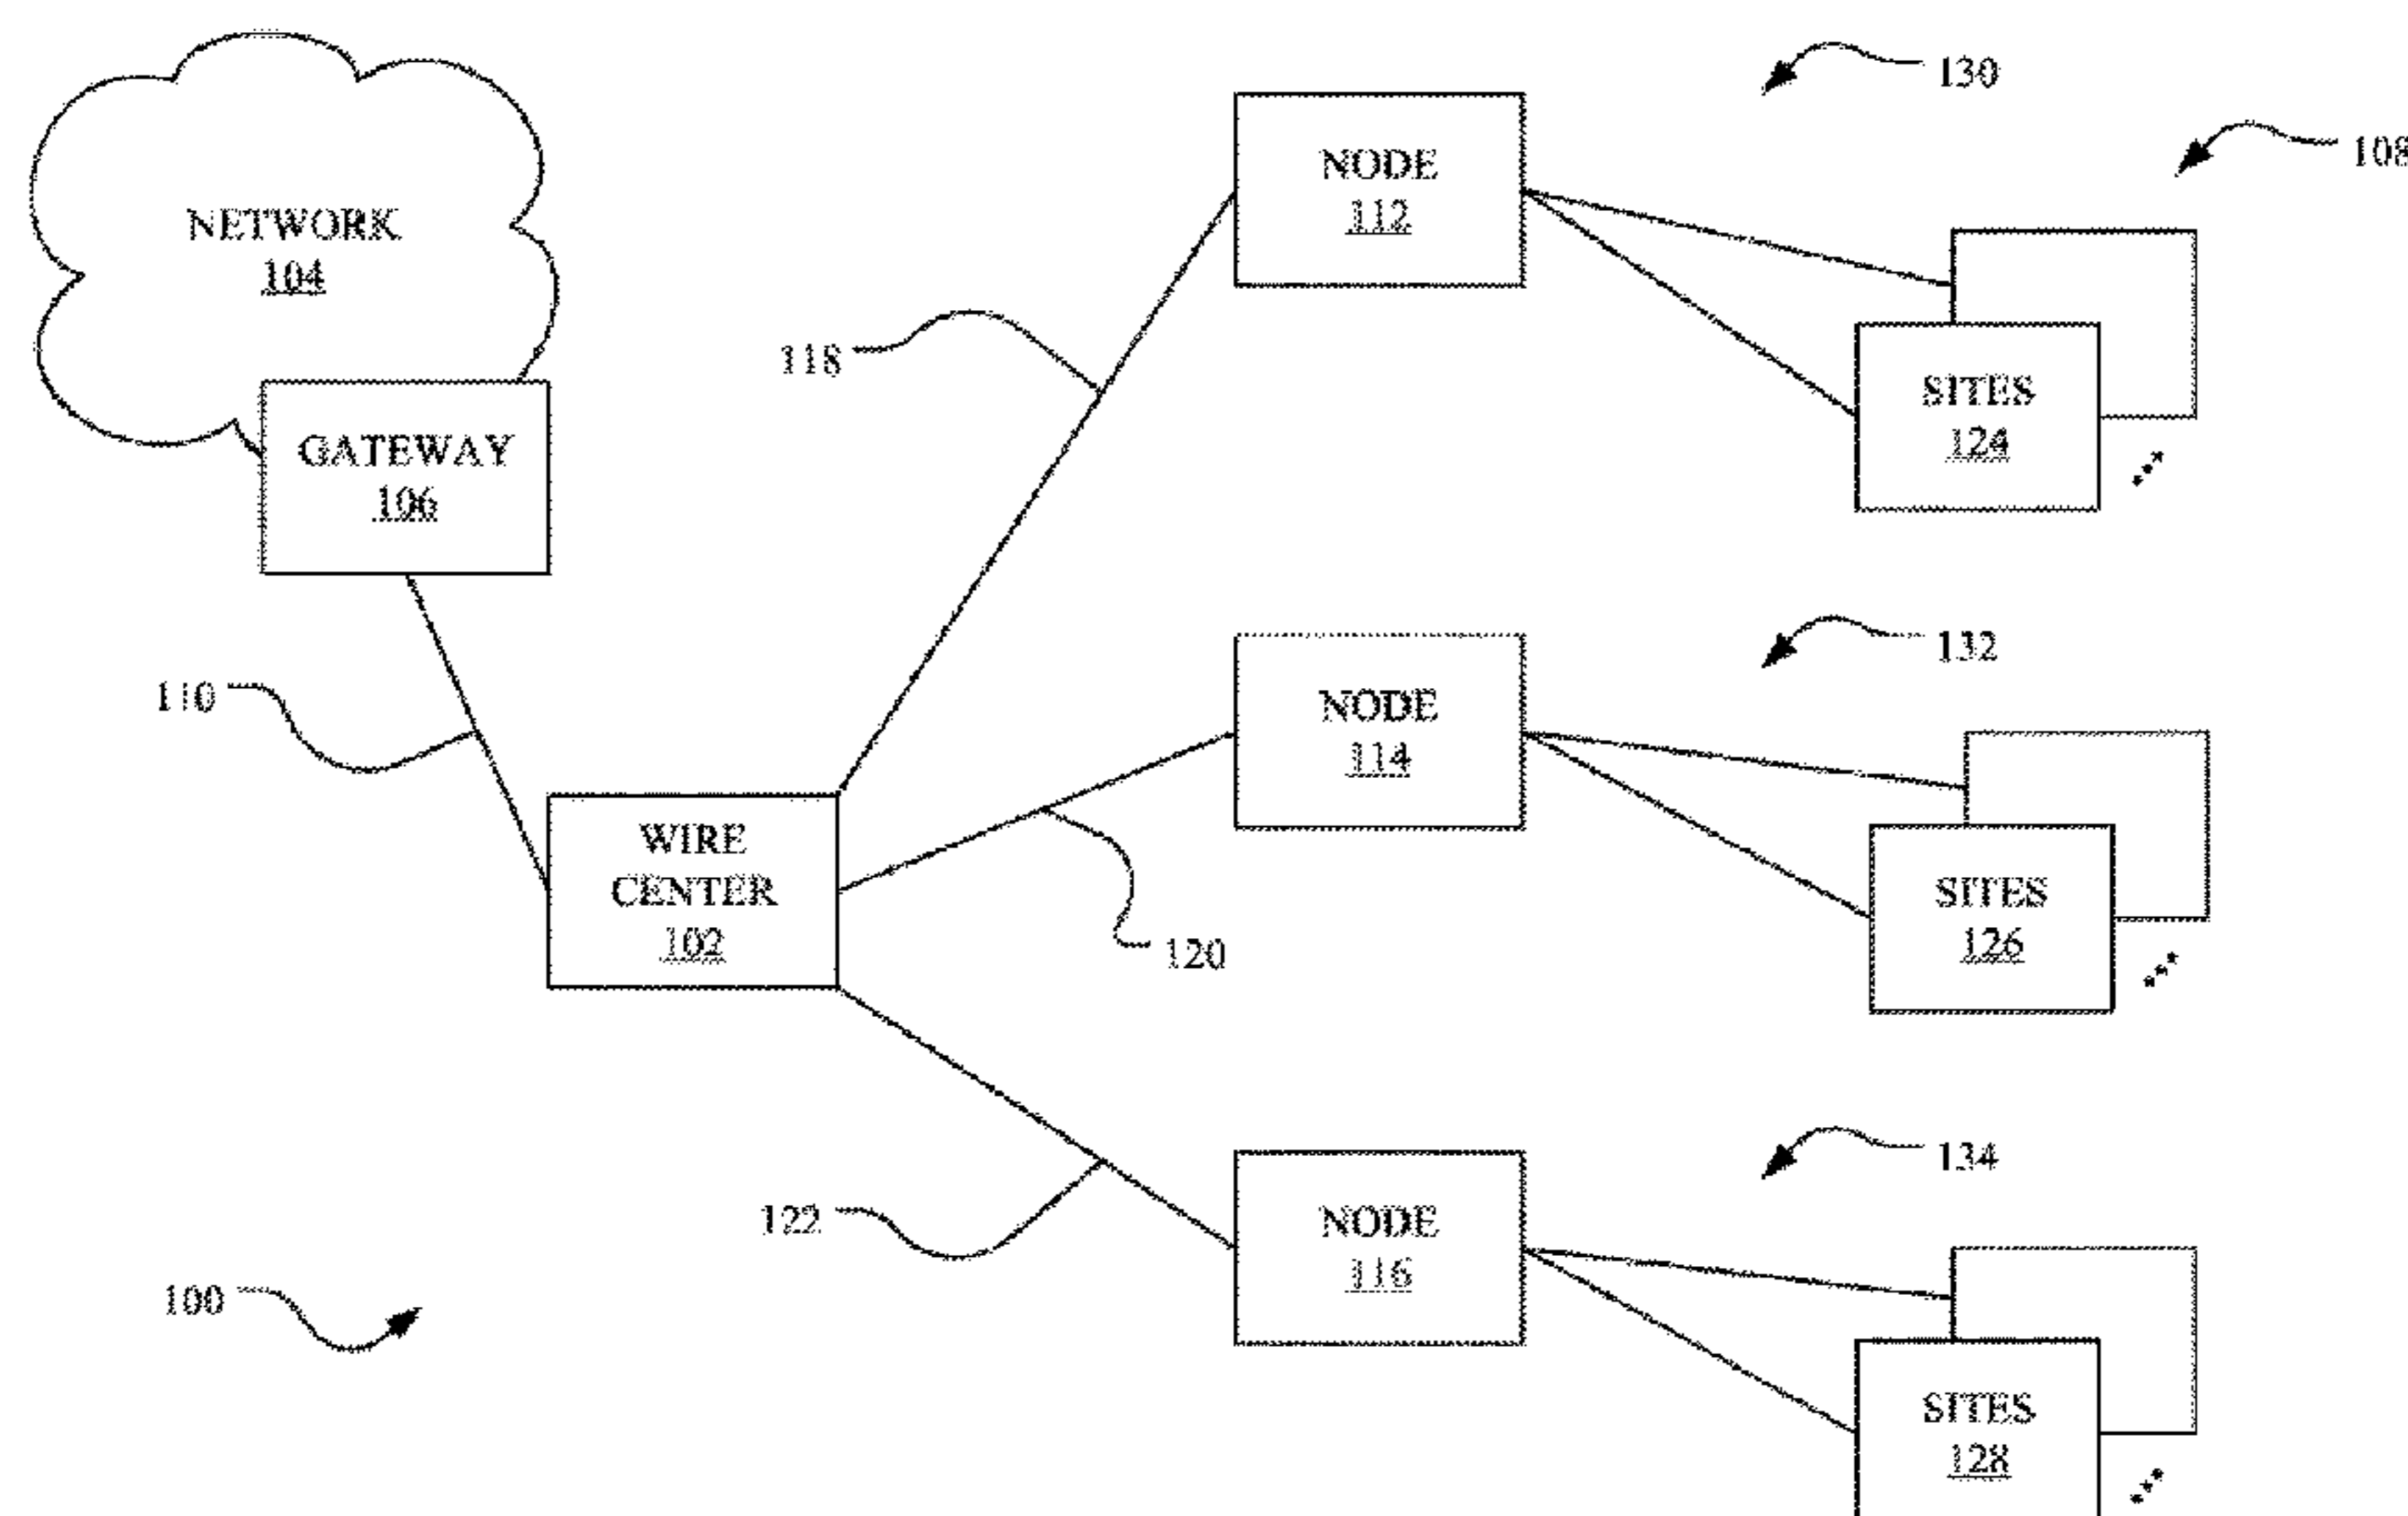 130
108
NODE
112
NETWORK
104
118
SITES
124
GATEWAY
106
132
110
NODE
114
WIRE
CENTER
102
SITES
126
120
134
122
NODE
116
100
SITES
128